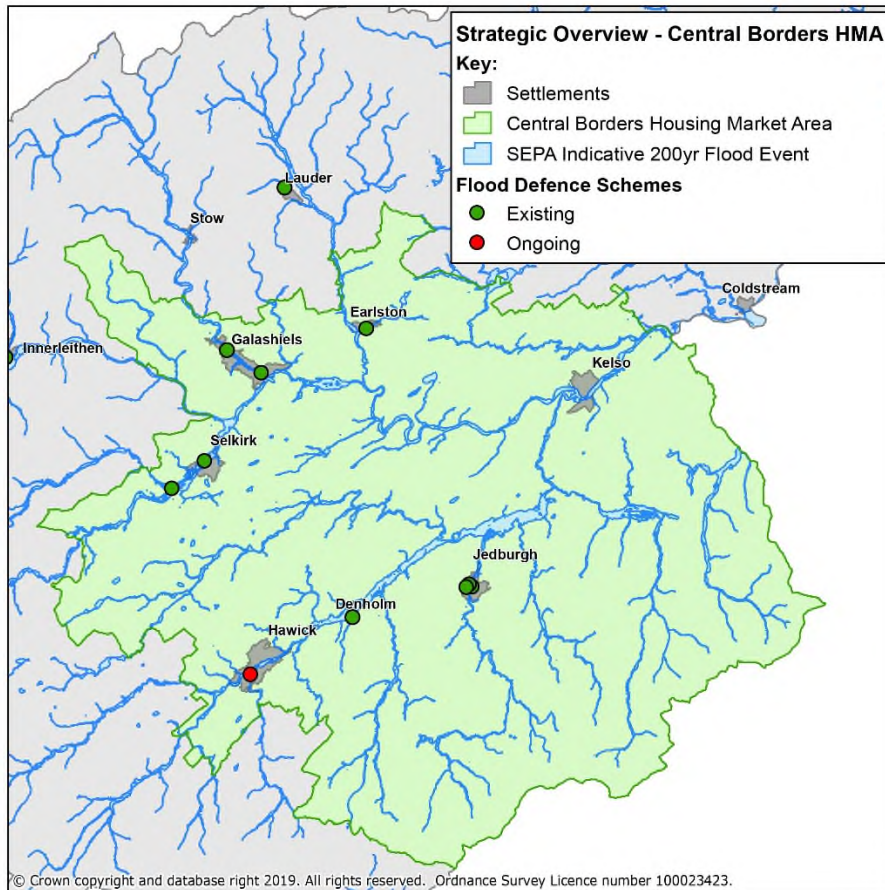 Strategic Overview - Central Borders HMA
Key:
Settlements
Central Borders Housing Market Area
SEPA Indicative 200yr Flood Event
Flood Defence Schemes
Existing
Ongoing
Lauder
Stow
Coldstream
Earlston
Galashiels
Innerleithen
Kelso
Selkirk
Jedburgh
Denholm
Hawick
© Crown copyright and database right 2019. All rights reserved. Ordnance Survey Licence number 100023423.